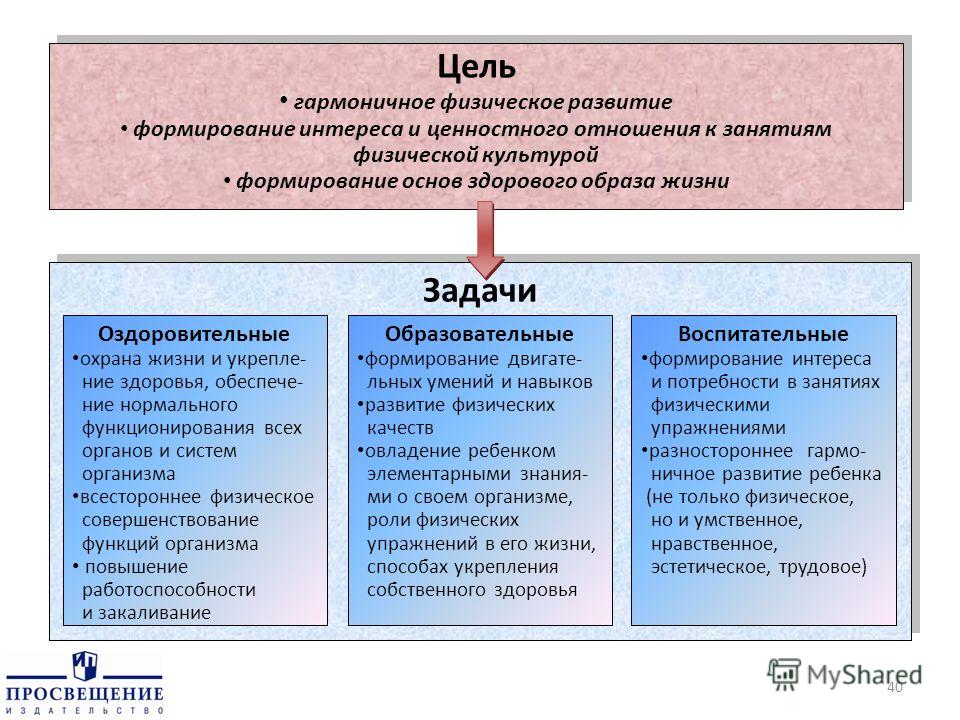 Цель
• гармоничное физическое развитие
• формирование интереса и ценностного отношения к занятиям
физической культурой
• формирование основ здорового образа жизни
Задачи
Оздоровительные
•охрана жизни и укрепле-
ние здоровья, обеспече-
ние нормального
функционирования всех
органов и систем
организма
•всестороннее физическое
совершенствование
функций организма
• повышение
работоспособности
и закаливание
Образовательные
•формирование двигате-
льных умений и навыков
•развитие физических
качеств
•овладение ребенком
элементарными знания-
ми о своем организме,
роли физических
упражнений в его жизни,
способах укрепления
собственного здоровья
Воспитательные
•формирование интереса
и потребности в занятиях
физическими
упражнениями
•разностороннее гармо-
ничное развитие ребенка
(не только физическое,
но и умственное,
нравственное,
эстетическое, трудовое)
ПРОСВЕЩЕНИЕ
ИЗДАТЕЛЬСТВО
MyShared
40